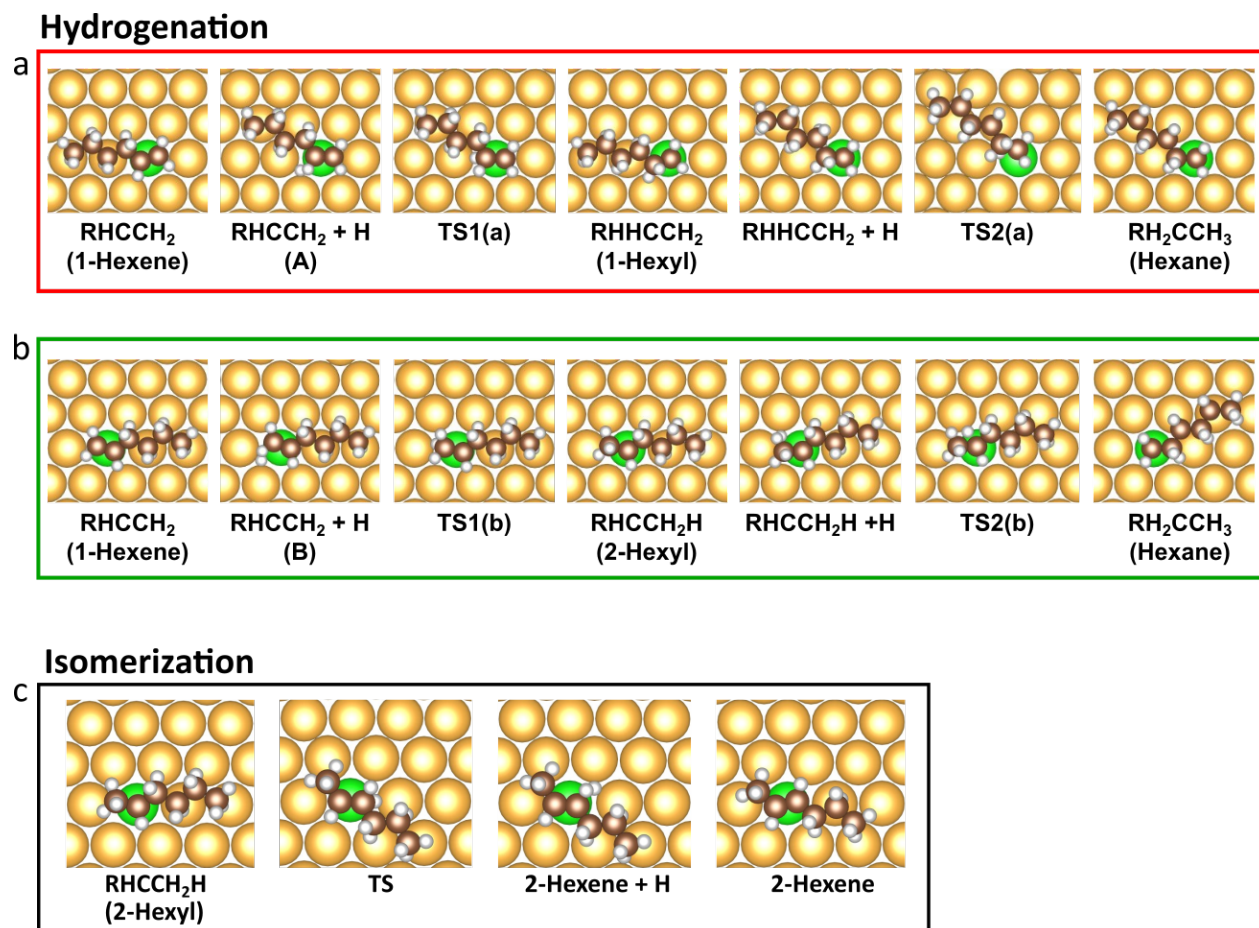 Hydrogenation
a
RHCCH₂ RHCCH₂ + H TS1(a) RHHCCH₂ RHHCCH₂ + H TS2(a) RH₂CCH₃
(1-Hexene) (A) (1-Hexyl) (Hexane)
b
RHCCH₂ RHCCH₂ + H TS1(b) RHCCH₂H RHCCH₂H +H TS2(b) RH₂CCH₃
(1-Hexene) (B) (2-Hexyl) (Hexane)
Isomerization
c
RHCCH₂H TS 2-Hexene + H 2-Hexene
(2-Hexyl)